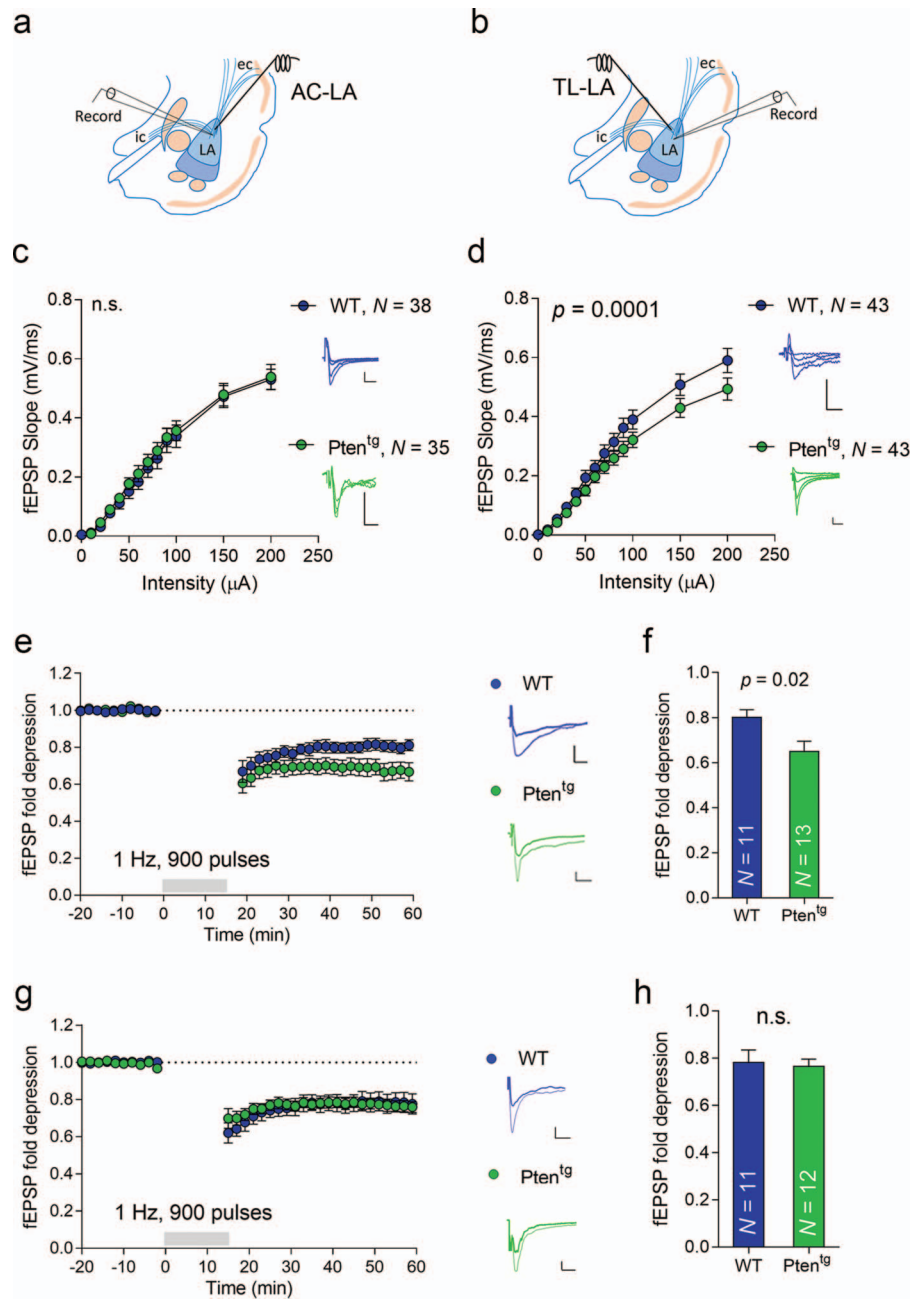 a
ec
AC-LA
Record
ic
LA
b
ec
TL-LA
Record
ic
LA
c
n.s.
WT, N = 38
Pten^tg, N = 35
fEPSP Slope (mV/ms)
0.8
0.6
0.4
0.2
0.0
0 50 100 150 200 250
Intensity (μA)
d
p = 0.0001
WT, N = 43
Pten^tg, N = 43
fEPSP Slope (mV/ms)
0.8
0.6
0.4
0.2
0.0
0 50 100 150 200 250
Intensity (μA)
e
fEPSP fold depression
1.2
1.0
0.8
0.6
0.4
0.2
0.0
1 Hz, 900 pulses
-20 -10 0 10 20 30 40 50 60
Time (min)
WT
Pten^tg
f
fEPSP fold depression
1.0
0.8
0.6
0.4
0.2
0.0
p = 0.02
N = 11
N = 13
WT Pten^tg
g
fEPSP fold depression
1.2
1.0
0.8
0.6
0.4
0.2
0.0
1 Hz, 900 pulses
-20 -10 0 10 20 30 40 50 60
Time (min)
WT
Pten^tg
h
fEPSP fold depression
1.0
0.8
0.6
0.4
0.2
0.0
n.s.
N = 11
N = 12
WT Pten^tg